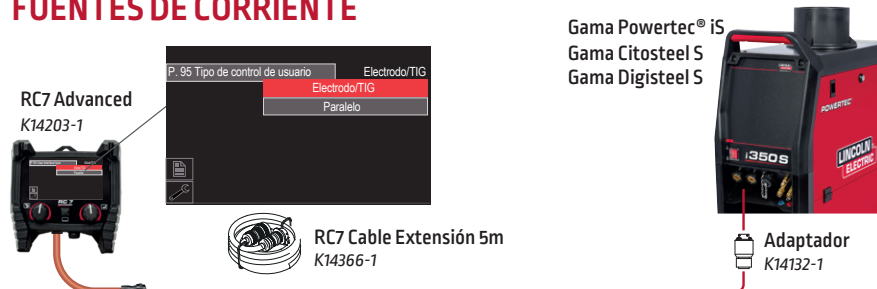 FUENTES DE CORRIENTE
RC7 Advanced
K14203-1
P. 95 Tipo de control de usuario
Electrodo/TIG
Electrodo/TIG
Paralelo
RC7
RC7 Cable Extensión 5m
K14366-1
Gama Powertec® iS
Gama Citosteel S
Gama Digisteel S
POWERTEC
LINCOLN
ELECTRIC
i350S
Adaptador
K14132-1